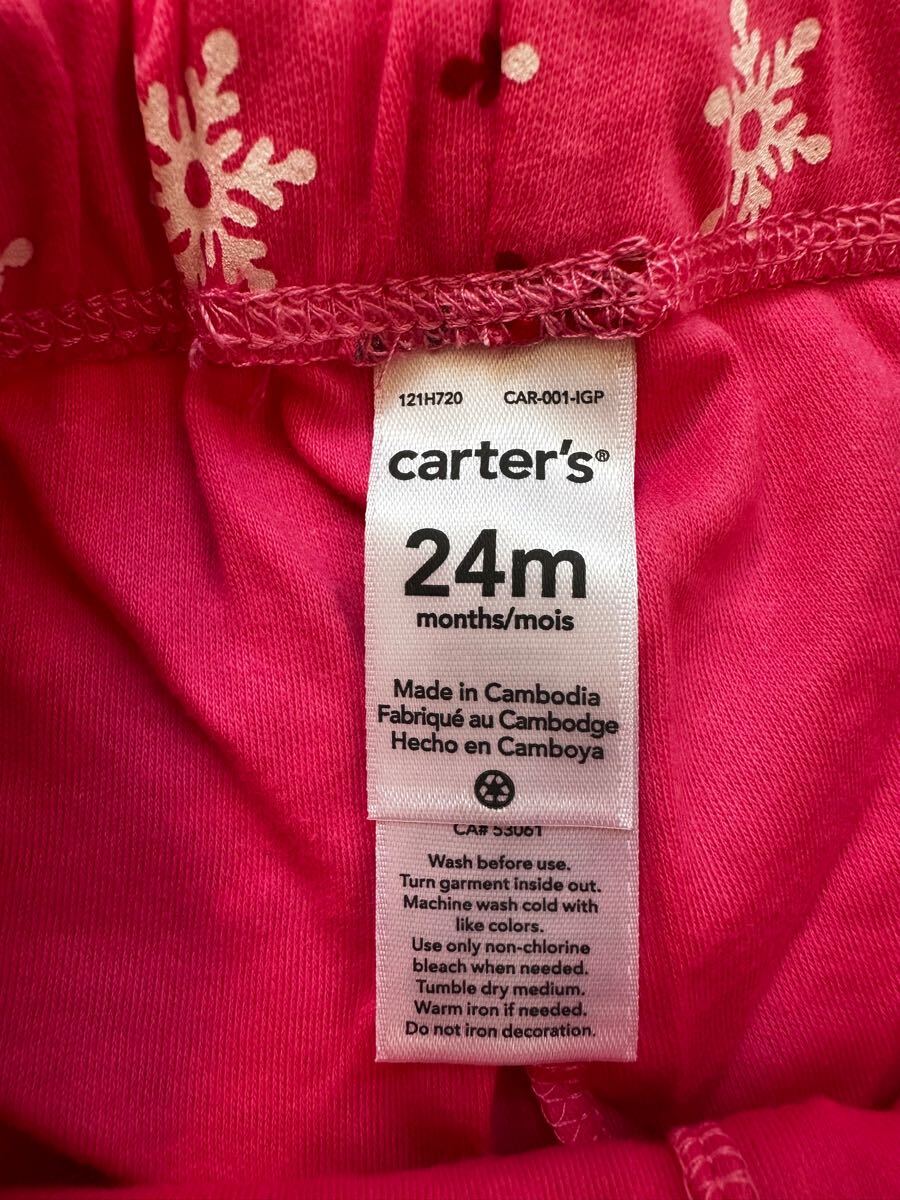 121H720 CAR-001-IGP
carter's®
24m
months/mois
Made in Cambodia
Fabriqué au Cambodge
Hecho en Camboya
CA# 53061
Wash before use.
Turn garment inside out.
Machine wash cold with
like colors.
Use only non-chlorine
bleach when needed.
Tumble dry medium.
Warm iron if needed.
Do not iron decoration.